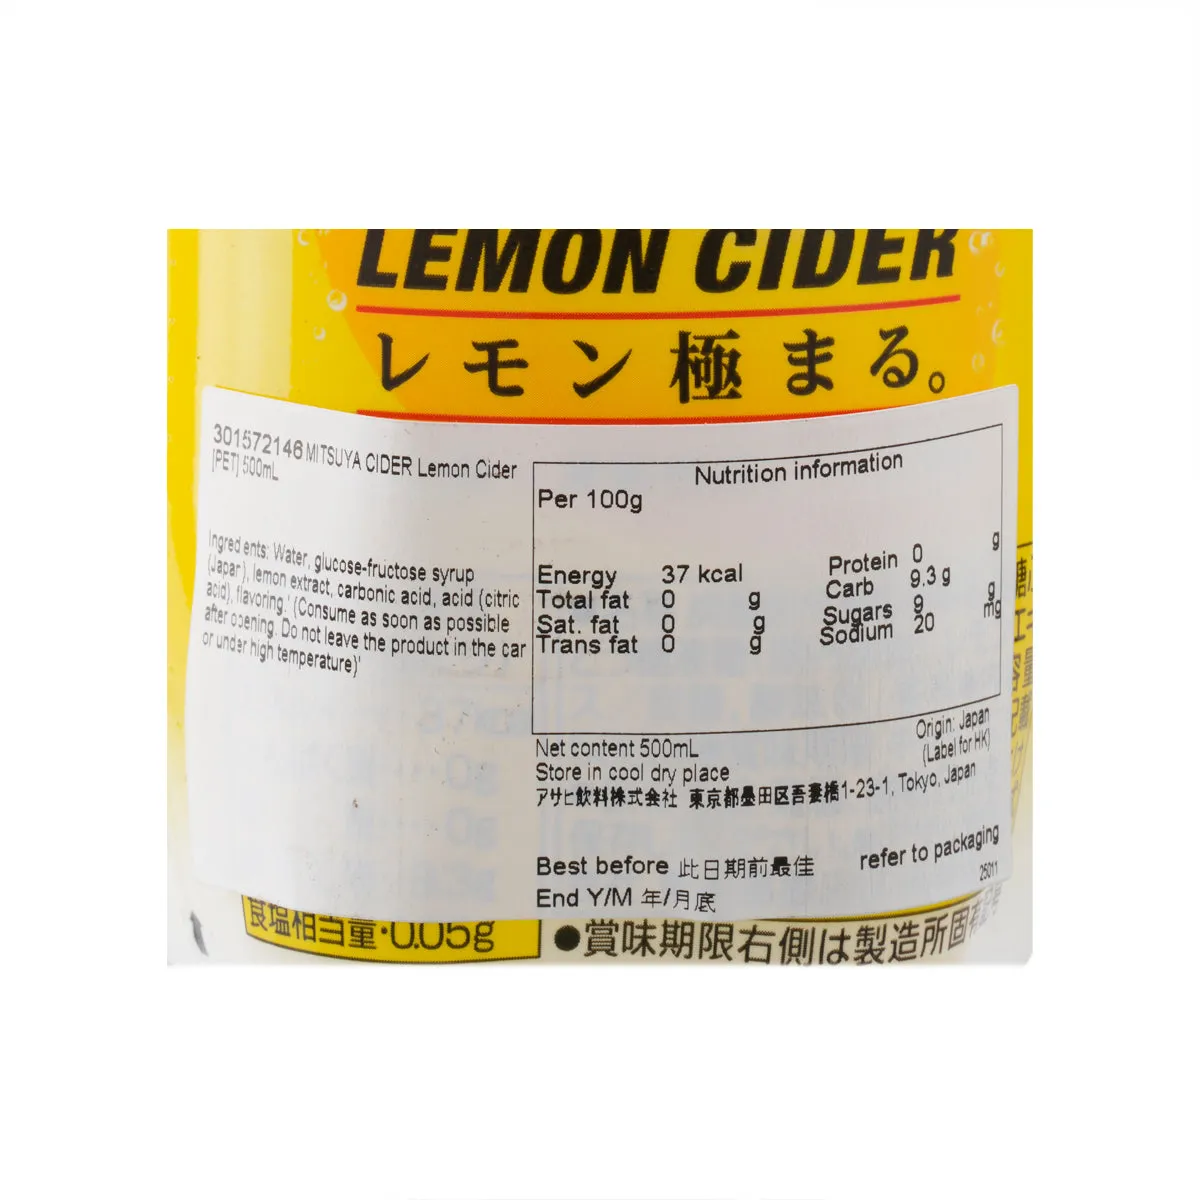 LEMON CIDER
レモン極まる。
301572146 MITSUYA CIDER Lemon Cider
[PET] 500mL
Ingredients: Water, glucose-fructose syrup
(Japan), lemon extract, carbonic acid, acid (citric
acid), flavoring.' (Consume as soon as possible
after opening. Do not leave the product in the car
or under high temperature)'
Nutrition information
Per 100g
Energy 37 kcal
Total fat 0 g
Sat. fat 0 g
Trans fat 0 g
Protein 0 g
Carb 9.3 g
Sugars 9 g
Sodium 20 mg
Net content 500mL
Origin: Japan
Store in cool dry place
(Label for HK)
アサヒ飲料株式会社 東京都墨田区吾妻橋1-23-1, Tokyo, Japan
Best before 此日期前最佳 refer to packaging
End Y/M 年/月底
25011
食塩相当量・0.05g
●賞味期限右側は製造所固有記号